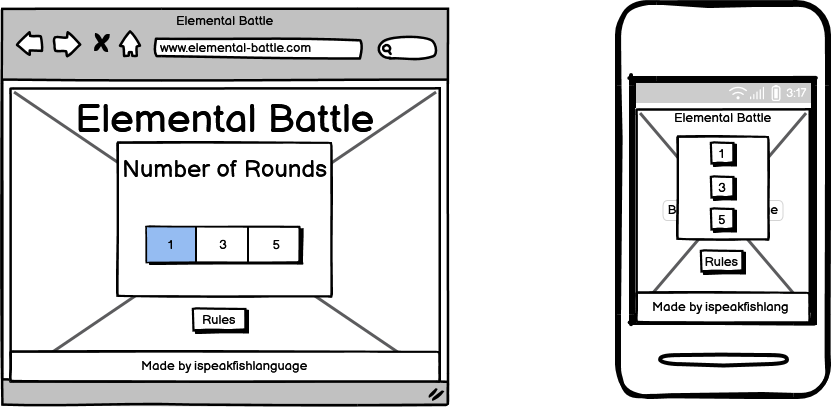 Elemental Battle
www.elemental-battle.com
Elemental Battle
Number of Rounds
1 3 5
Rules
Made by ispeakfishlanguage
3:17
Elemental Battle
1
3
5
Rules
Made by ispeakfishlang